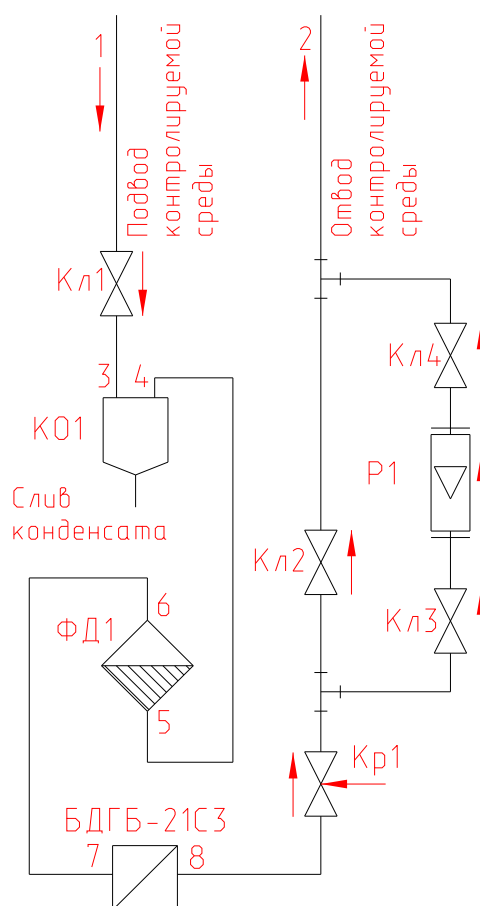 1
Подвод
контролируемой
среды
2
Отвод
контролируемой
среды
Кл1
Кл4
3
4
КО1
Р1
Слив
конденсата
Кл2
Кл3
6
ФД1
5
Кр1
БДГБ-21С3
7
8